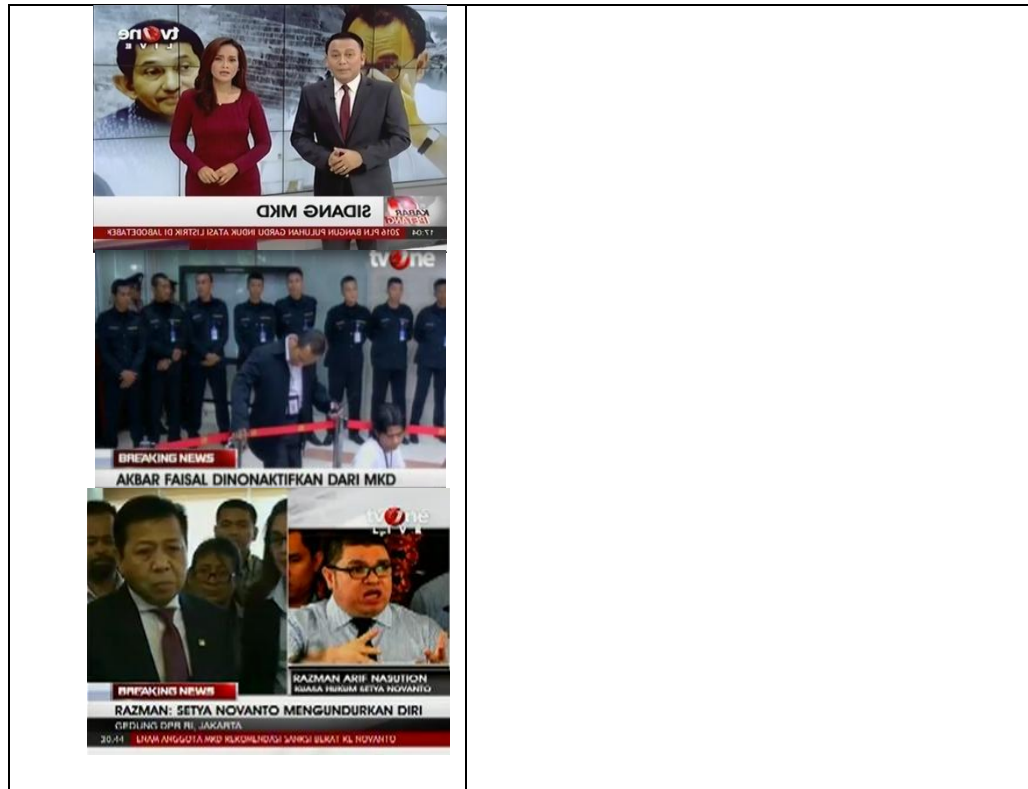 tvOne
LIVE
SIDANG MKD
KABAR PETANG
17:04 2016 PLN BANGUN PULUHAN GARDU INDUK ATASI LISTRIK DI JABODETABEK
tvOne
BREAKING NEWS
AKBAR FAISAL DINONAKTIFKAN DARI MKD
tvOne
LIVE
RAZMAN ARIF NASUTION
KUASA HUKUM SETYA NOVANTO
BREAKING NEWS
RAZMAN: SETYA NOVANTO MENGUNDURKAN DIRI
GEDUNG DPR RI, JAKARTA
20.44 ENAM ANGGOTA MKD REKOMENDASI SANKSI BERAT KE NOVANTO